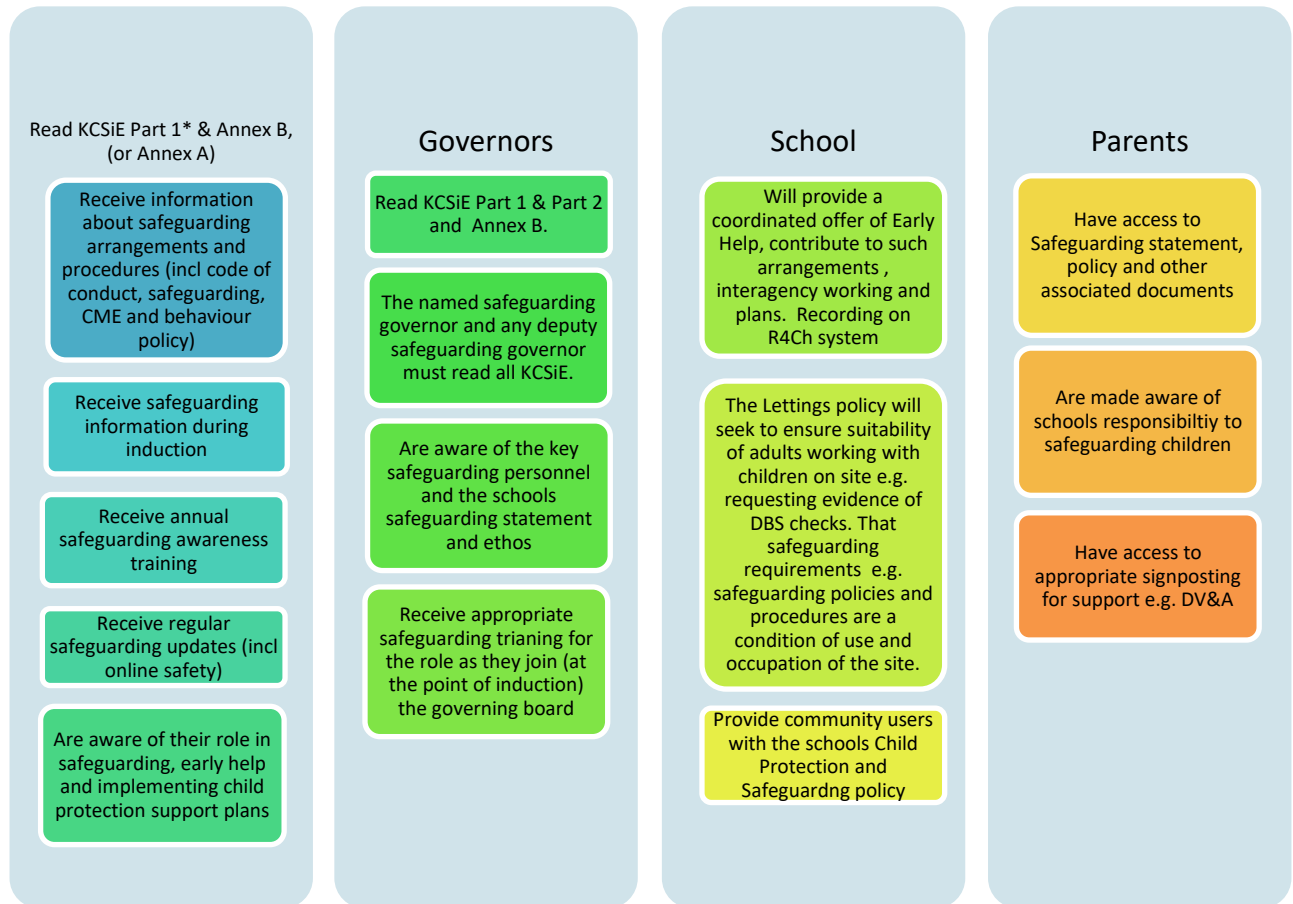 Read KCSiE Part 1* & Annex B,
(or Annex A)
Receive information
about safeguarding
arrangements and
procedures (incl code of
conduct, safeguarding,
CME and behaviour
policy)
Receive safeguarding
information during
induction
Receive annual
safeguarding awareness
training
Receive regular
safeguarding updates (incl
online safety)
Are aware of their role in
safeguarding, early help
and implementing child
protection support plans
Governors
Read KCSiE Part 1 & Part 2
and Annex B.
The named safeguarding
governor and any deputy
safeguarding governor
must read all KCSiE.
Are aware of the key
safeguarding personnel
and the schools
safeguarding statement
and ethos
Receive appropriate
safeguarding trianing for
the role as they join (at
the point of induction)
the governing board
School
Will provide a
coordinated offer of Early
Help, contribute to such
arrangements ,
interagency working and
plans. Recording on
R4Ch system
The Lettings policy will
seek to ensure suitability
of adults working with
children on site e.g.
requesting evidence of
DBS checks. That
safeguarding
requirements e.g.
safeguarding policies and
procedures are a
condition of use and
occupation of the site.
Provide community users
with the schools Child
Protection and
Safeguardng policy
Parents
Have access to
Safeguarding statement,
policy and other
associated documents
Are made aware of
schools responsibiltiy to
safeguarding children
Have access to
appropriate signposting
for support e.g. DV&A